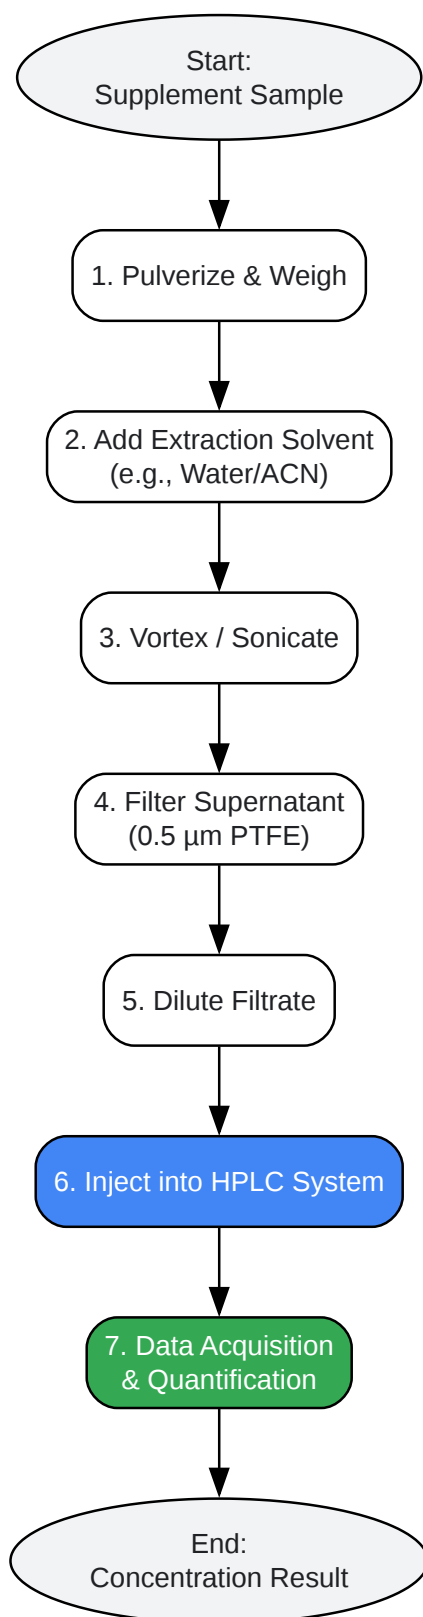 Start:
Supplement Sample
1. Pulverize & Weigh
2. Add Extraction Solvent
(e.g., Water/ACN)
3. Vortex / Sonicate
4. Filter Supernatant
(0.5 µm PTFE)
5. Dilute Filtrate
6. Inject into HPLC System
7. Data Acquisition
& Quantification
End:
Concentration Result